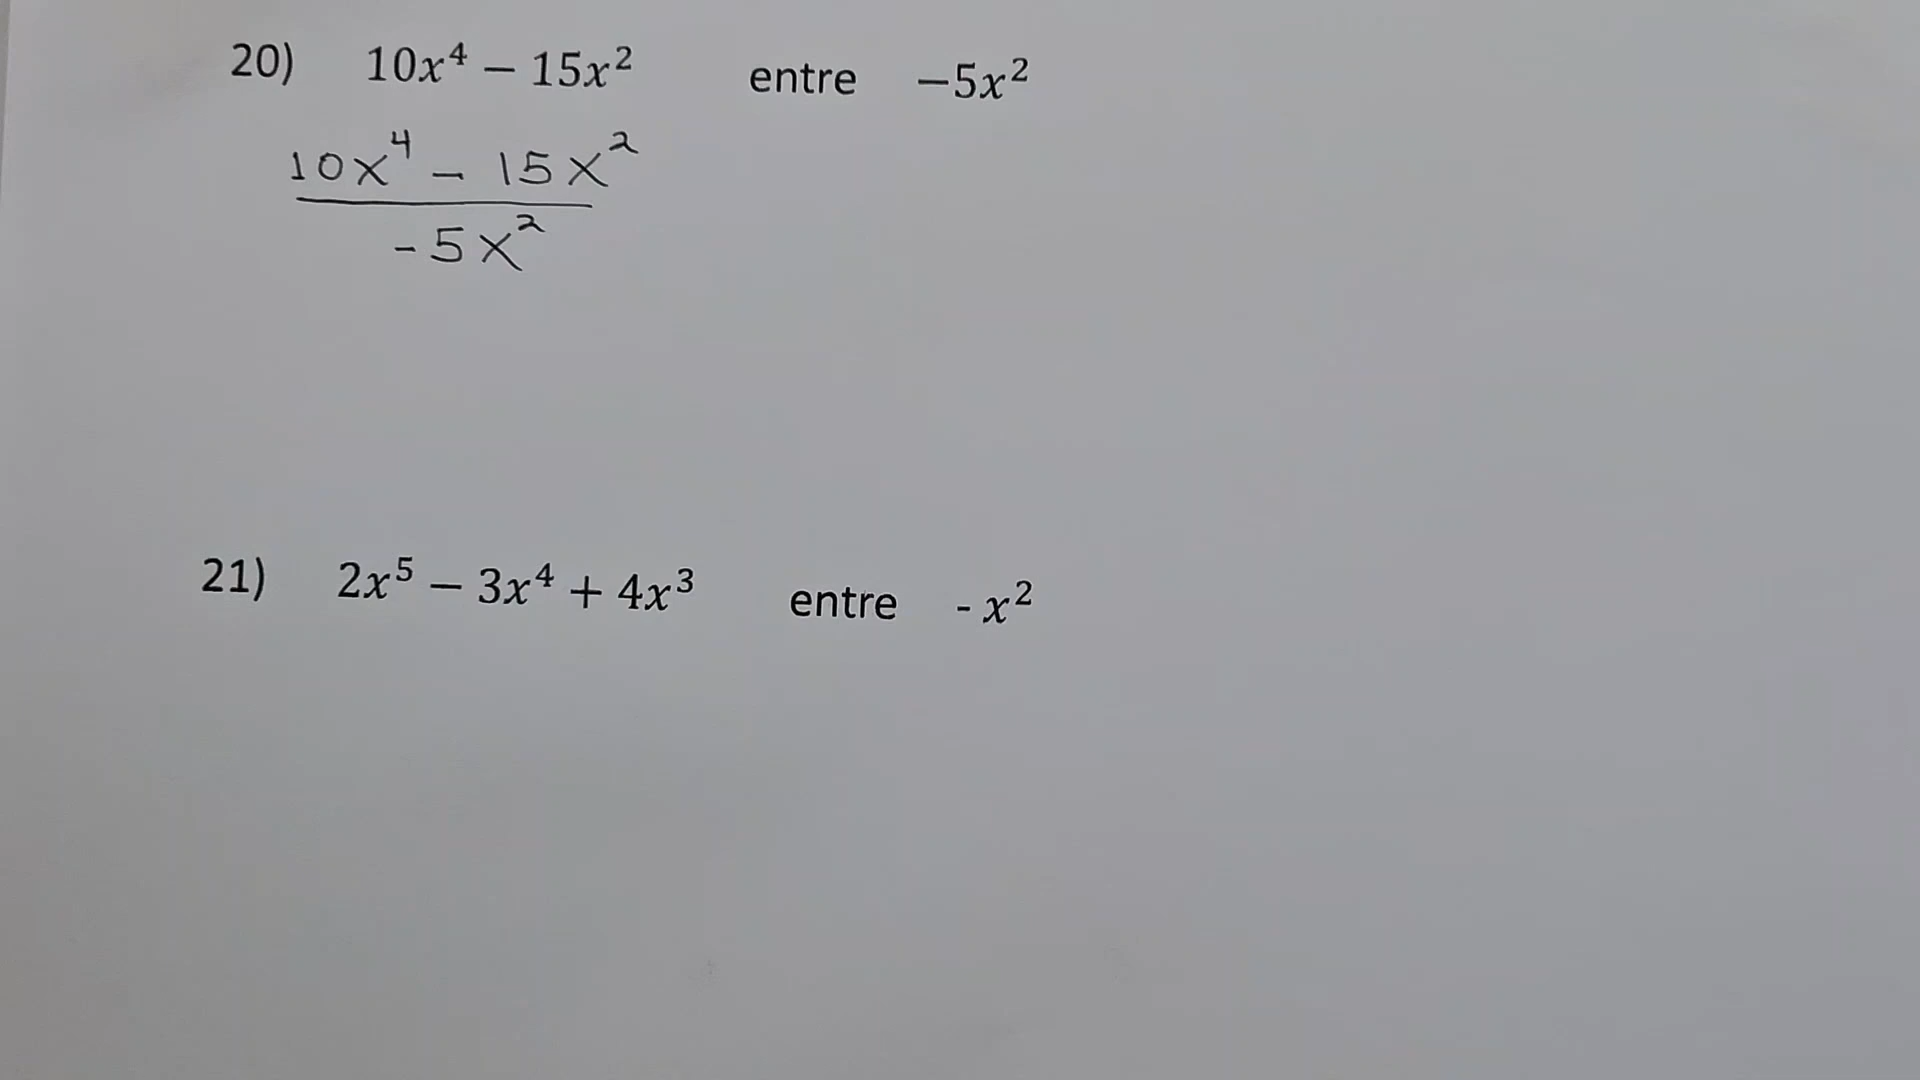 20) 10x⁴ − 15x² entre −5x²
10x⁴ - 15x²
-5x²
21) 2x⁵ − 3x⁴ + 4x³ entre - x²